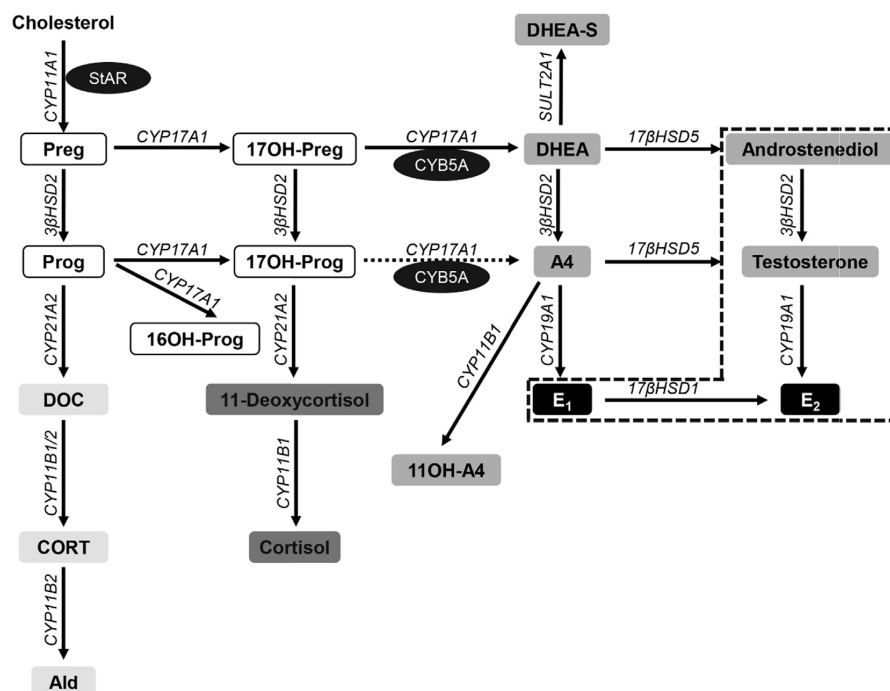 Cholesterol
DHEA-S
CYP11A1
StAR
SULT2A1
Preg
CYP17A1
17OH-Preg
CYP17A1
CYB5A
DHEA
17βHSD5
Androstenediol
3βHSD2
3βHSD2
3βHSD2
3βHSD2
Prog
CYP17A1
17OH-Prog
CYP17A1
CYB5A
A4
17βHSD5
Testosterone
CYP17A1
16OH-Prog
CYP21A2
CYP21A2
CYP11B1
CYP19A1
CYP19A1
DOC
11-Deoxycortisol
E₁
17βHSD1
E₂
CYP11B1/2
CYP11B1
11OH-A4
CORT
Cortisol
CYP11B2
Ald